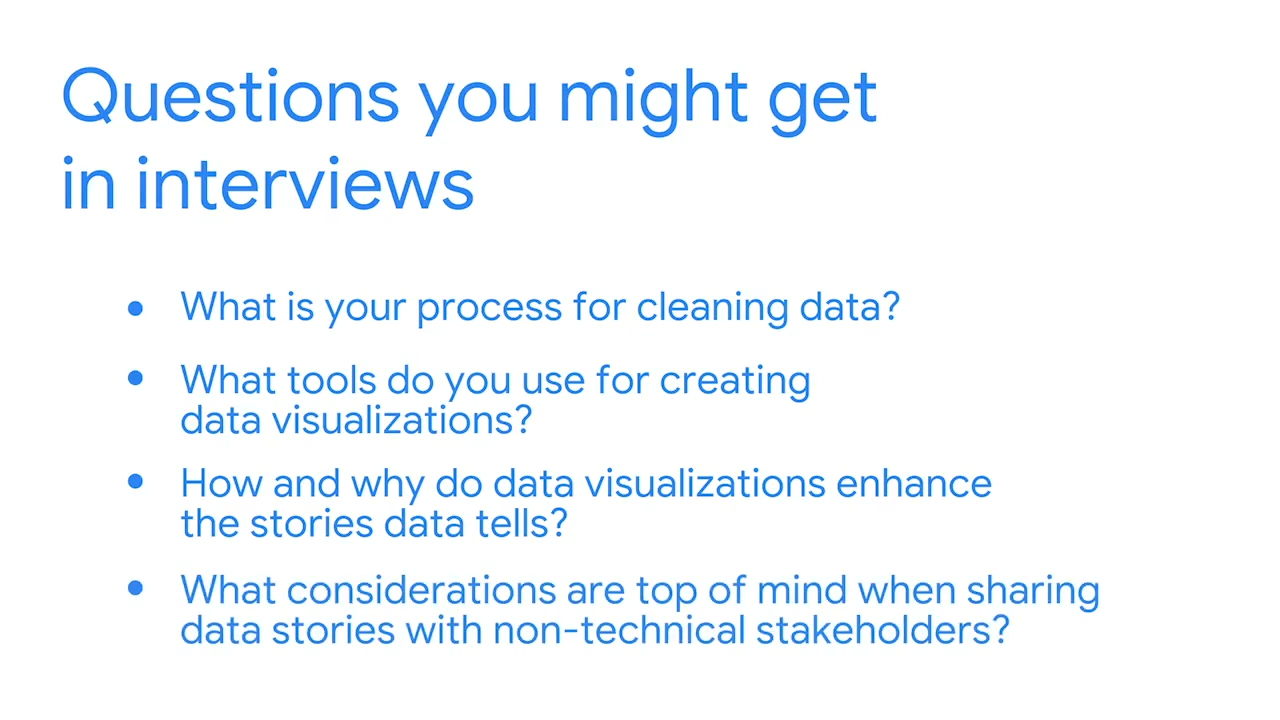 Questions you might get
in interviews
• What is your process for cleaning data?
• What tools do you use for creating
data visualizations?
• How and why do data visualizations enhance
the stories data tells?
• What considerations are top of mind when sharing
data stories with non-technical stakeholders?